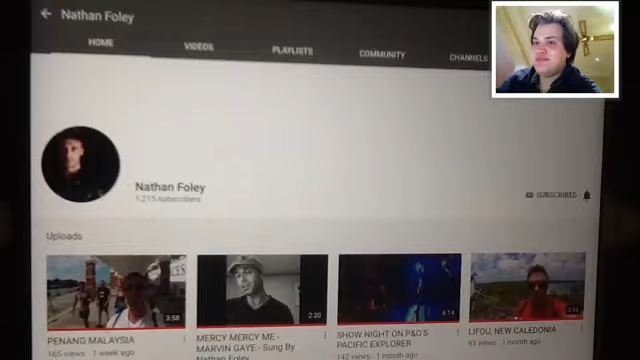 Nathan Foley
HOME VIDEOS PLAYLISTS COMMUNITY CHANNELS
Nathan Foley
1,215 subscribers
SUBSCRIBED
Uploads
CES
3:58
2:20
6:14
PENANG MALAYSIA
165 views · 1 week ago
MERCY MERCY ME -
MARVIN GAYE - Sung By
Nathan Foley
SHOW NIGHT ON P&O'S
PACIFIC EXPLORER
142 views · 1 month ago
LIFOU, NEW CALEDONIA
93 views · 1 month ago